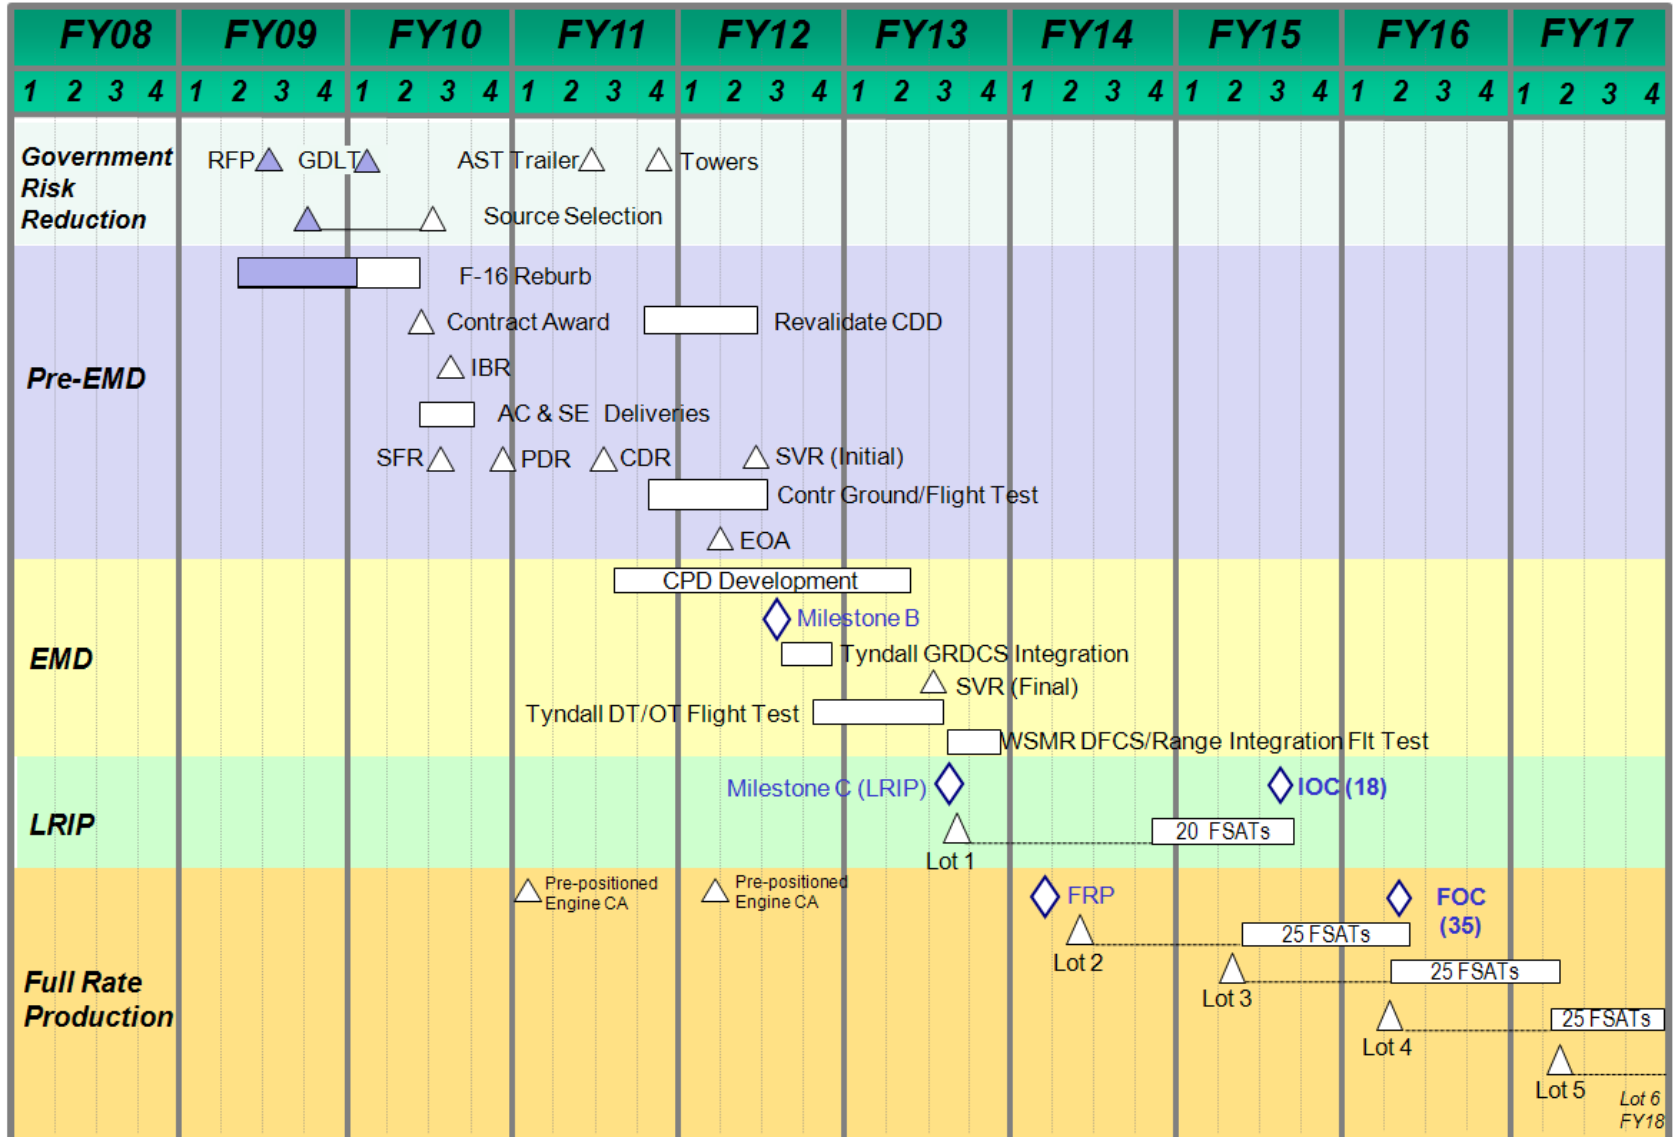 FY08 FY09 FY10 FY11 FY12 FY13 FY14 FY15 FY16 FY17
1 2 3 4 1 2 3 4 1 2 3 4 1 2 3 4 1 2 3 4 1 2 3 4 1 2 3 4 1 2 3 4 1 2 3 4 1 2 3 4
Government
Risk
Reduction
RFP GDLT AST Trailer Towers
Source Selection
Pre-EMD
F-16 Reburb
Contract Award Revalidate CDD
IBR
AC & SE Deliveries
SFR PDR CDR SVR (Initial)
Contr Ground/Flight Test
EOA
EMD
CPD Development
Milestone B
Tyndall GRDCS Integration
SVR (Final)
Tyndall DT/OT Flight Test
WSMR DFCS/Range Integration Flt Test
LRIP
Milestone C (LRIP) IOC (18)
20 FSATs
Lot 1
Full Rate
Production
Pre-positioned
Engine CA
Pre-positioned
Engine CA
FRP
FOC
(35)
25 FSATs
Lot 2
25 FSATs
Lot 3
25 FSATs
Lot 4
Lot 5
Lot 6
FY18